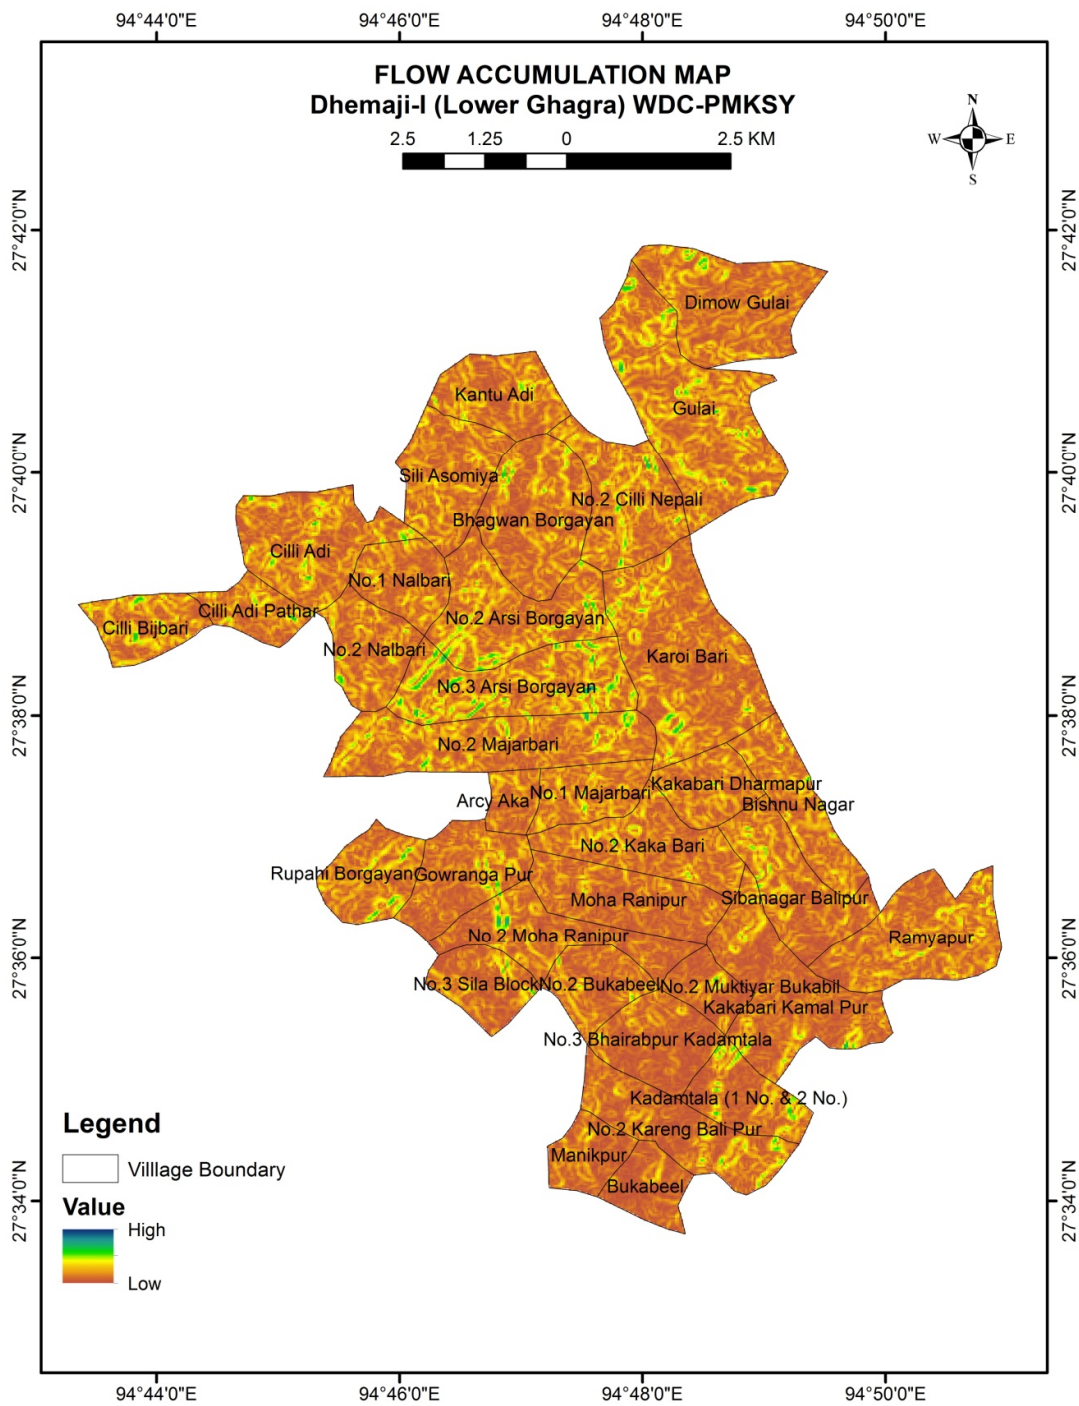 94°44'0"E 94°46'0"E 94°48'0"E 94°50'0"E
FLOW ACCUMULATION MAP
Dhemaji-I (Lower Ghagra) WDC-PMKSY
2.5 1.25 0 2.5 KM
N
W E
S
27°42'0"N 27°42'0"N
Dimow Gulai
Kantu Adi
Gulai
27°40'0"N 27°40'0"N
Sili Asomiya
No.2 Cilli Nepali
Bhagwan Borgayan
Cilli Adi
No.1 Nalbari
Cilli Adi Pathar
No.2 Arsi Borgayan
Cilli Bijbari
No.2 Nalbari
Karoi Bari
No.3 Arsi Borgayan
27°38'0"N 27°38'0"N
No.2 Majarbari
Kakabari Dharmapur
Arcy Aka
No.1 Majarbari
Bishnu Nagar
No.2 Kaka Bari
Rupahi Borgayan
Gowranga Pur
Moha Ranipur
Sibanagar Balipur
No.2 Moha Ranipur
Ramyapur
27°36'0"N 27°36'0"N
No.3 Sila Block
No.2 Bukabeel
No.2 Muktiyar Bukabil
Kakabari Kamal Pur
No.3 Bhairabpur Kadamtala
Kadamtala (1 No. & 2 No.)
No.2 Kareng Bali Pur
Manikpur
Bukabeel
27°34'0"N 27°34'0"N
Legend
Villlage Boundary
Value
High
Low
94°44'0"E 94°46'0"E 94°48'0"E 94°50'0"E